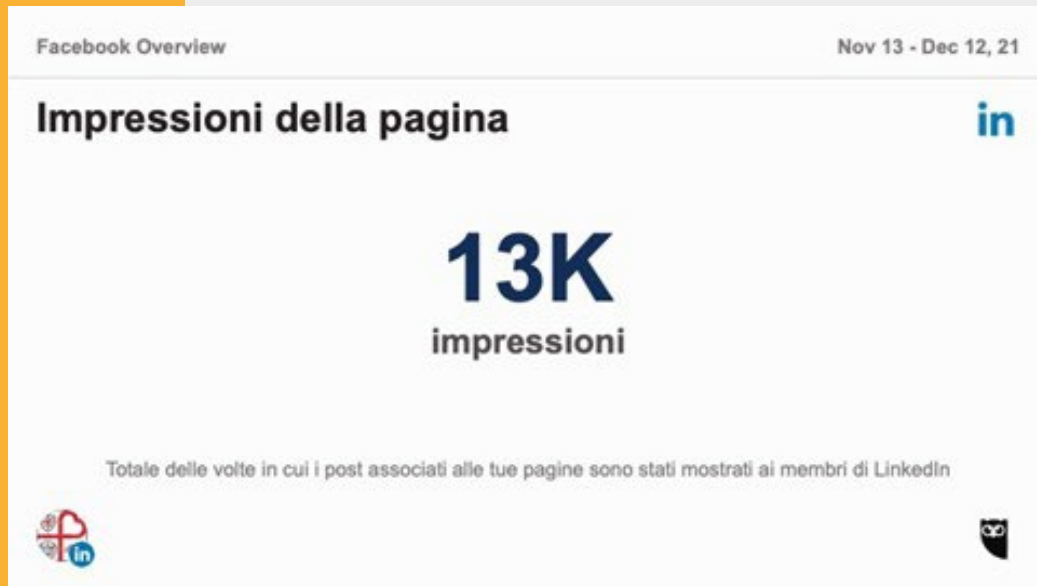 Facebook Overview
Nov 13 - Dec 12, 21
Impressioni della pagina
in
13K
impressioni
Totale delle volte in cui i post associati alle tue pagine sono stati mostrati ai membri di LinkedIn
in